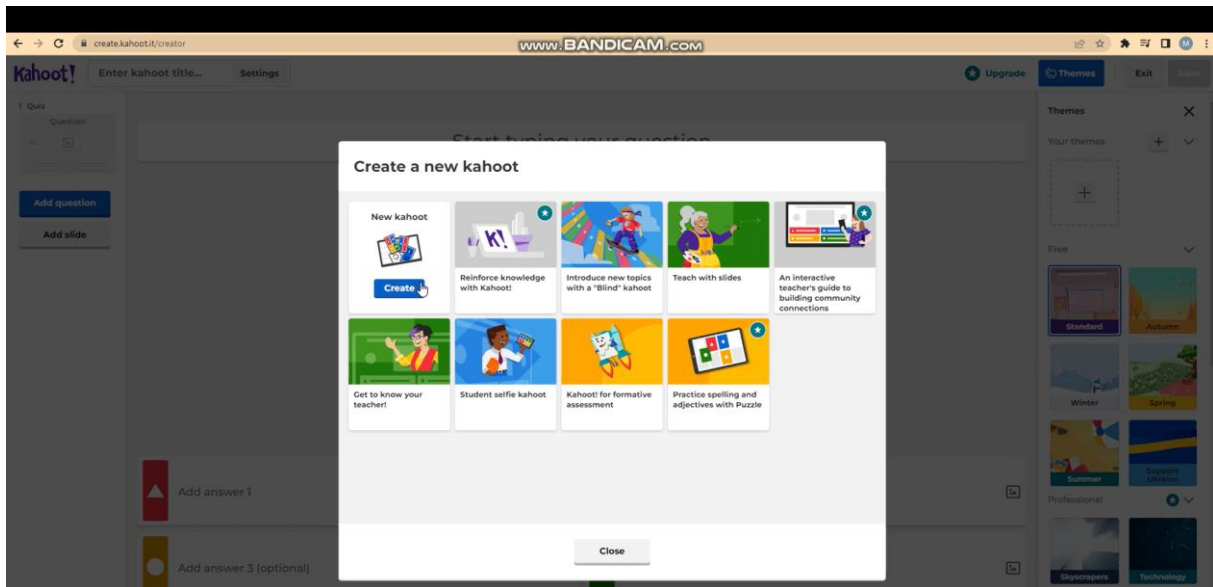 www.BANDICAM.com
create.kahoot.it/creator
M
Kahoot!
Enter kahoot title...
Settings
Upgrade
Themes
Exit
Save
1 Quiz
Question
Add question
Add slide
Start typing your question
Create a new kahoot
New kahoot
Create
K!
Reinforce knowledge
with Kahoot!
Introduce new topics
with a "Blind" kahoot
Teach with slides
An interactive
teacher's guide to
building community
connections
Get to know your
teacher!
Student selfie kahoot
Kahoot! for formative
assessment
Practice spelling and
adjectives with Puzzle
Close
Add answer 1
Add answer 3 (optional)
Themes
Your themes
Free
Standard
Autumn
Winter
Spring
Summer
Support
Ukraine
Professional
Skyscrapers
Technology